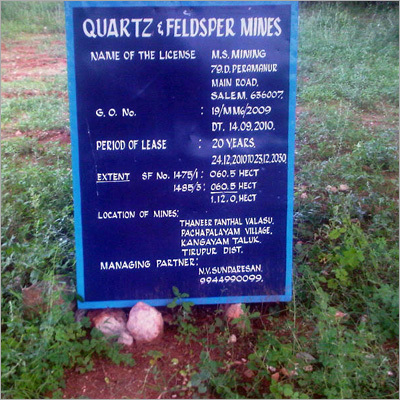 QUARTZ & FELDSPER MINES
NAME OF THE LICENSE M.S. MINING
79.D. PERAMANUR
MAIN ROAD,
SALEM, 636007.
G. O. No. : 19/MM6/2009
DT. 14.09.2010.
PERIOD OF LEASE : 20 YEARS,
24.12.2010 TO 23.12.2030.
EXTENT SF No. 1475/1 : 060.5 HECT
1485/3 : 060.5 HECT
1.12.0. HECT
LOCATION OF MINES:
THANEER PANTHAL VALASU,
PACHAPALAYAM VILLAGE,
KANGAYAM TALUK.
TIRUPUR DIST.
MANAGING PARTNER:
N.V. SUNDARESAN,
9944990099.